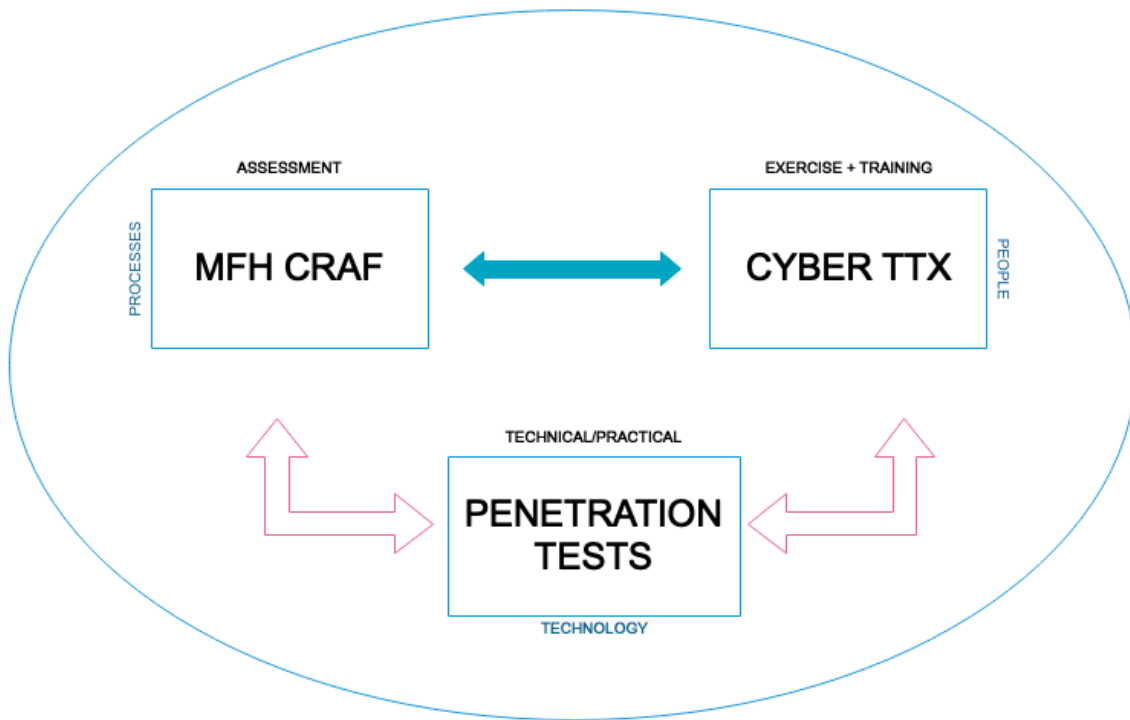 ASSESSMENT
EXERCISE + TRAINING
PROCESSES
MFH CRAF
CYBER TTX
PEOPLE
TECHNICAL/PRACTICAL
PENETRATION
TESTS
TECHNOLOGY